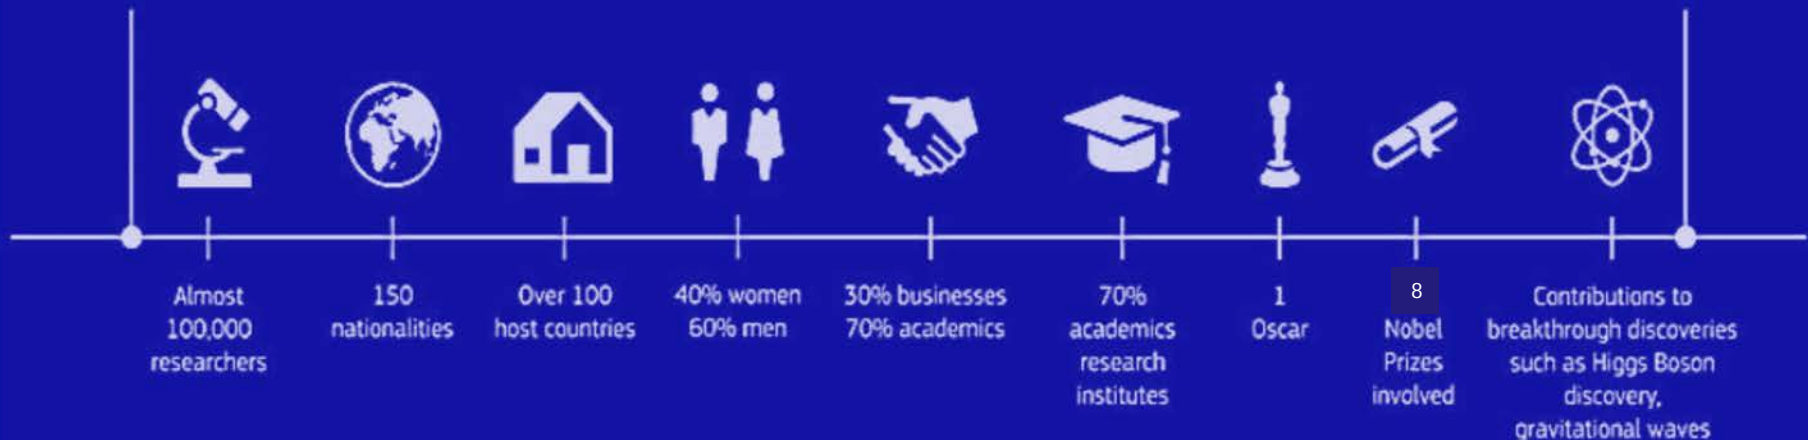 Almost
100,000
researchers
150
nationalities
Over 100
host countries
40% women
60% men
30% businesses
70% academics
70%
academics
research
institutes
1
Oscar
8
Nobel
Prizes
involved
Contributions to
breakthrough discoveries
such as Higgs Boson
discovery,
gravitational waves